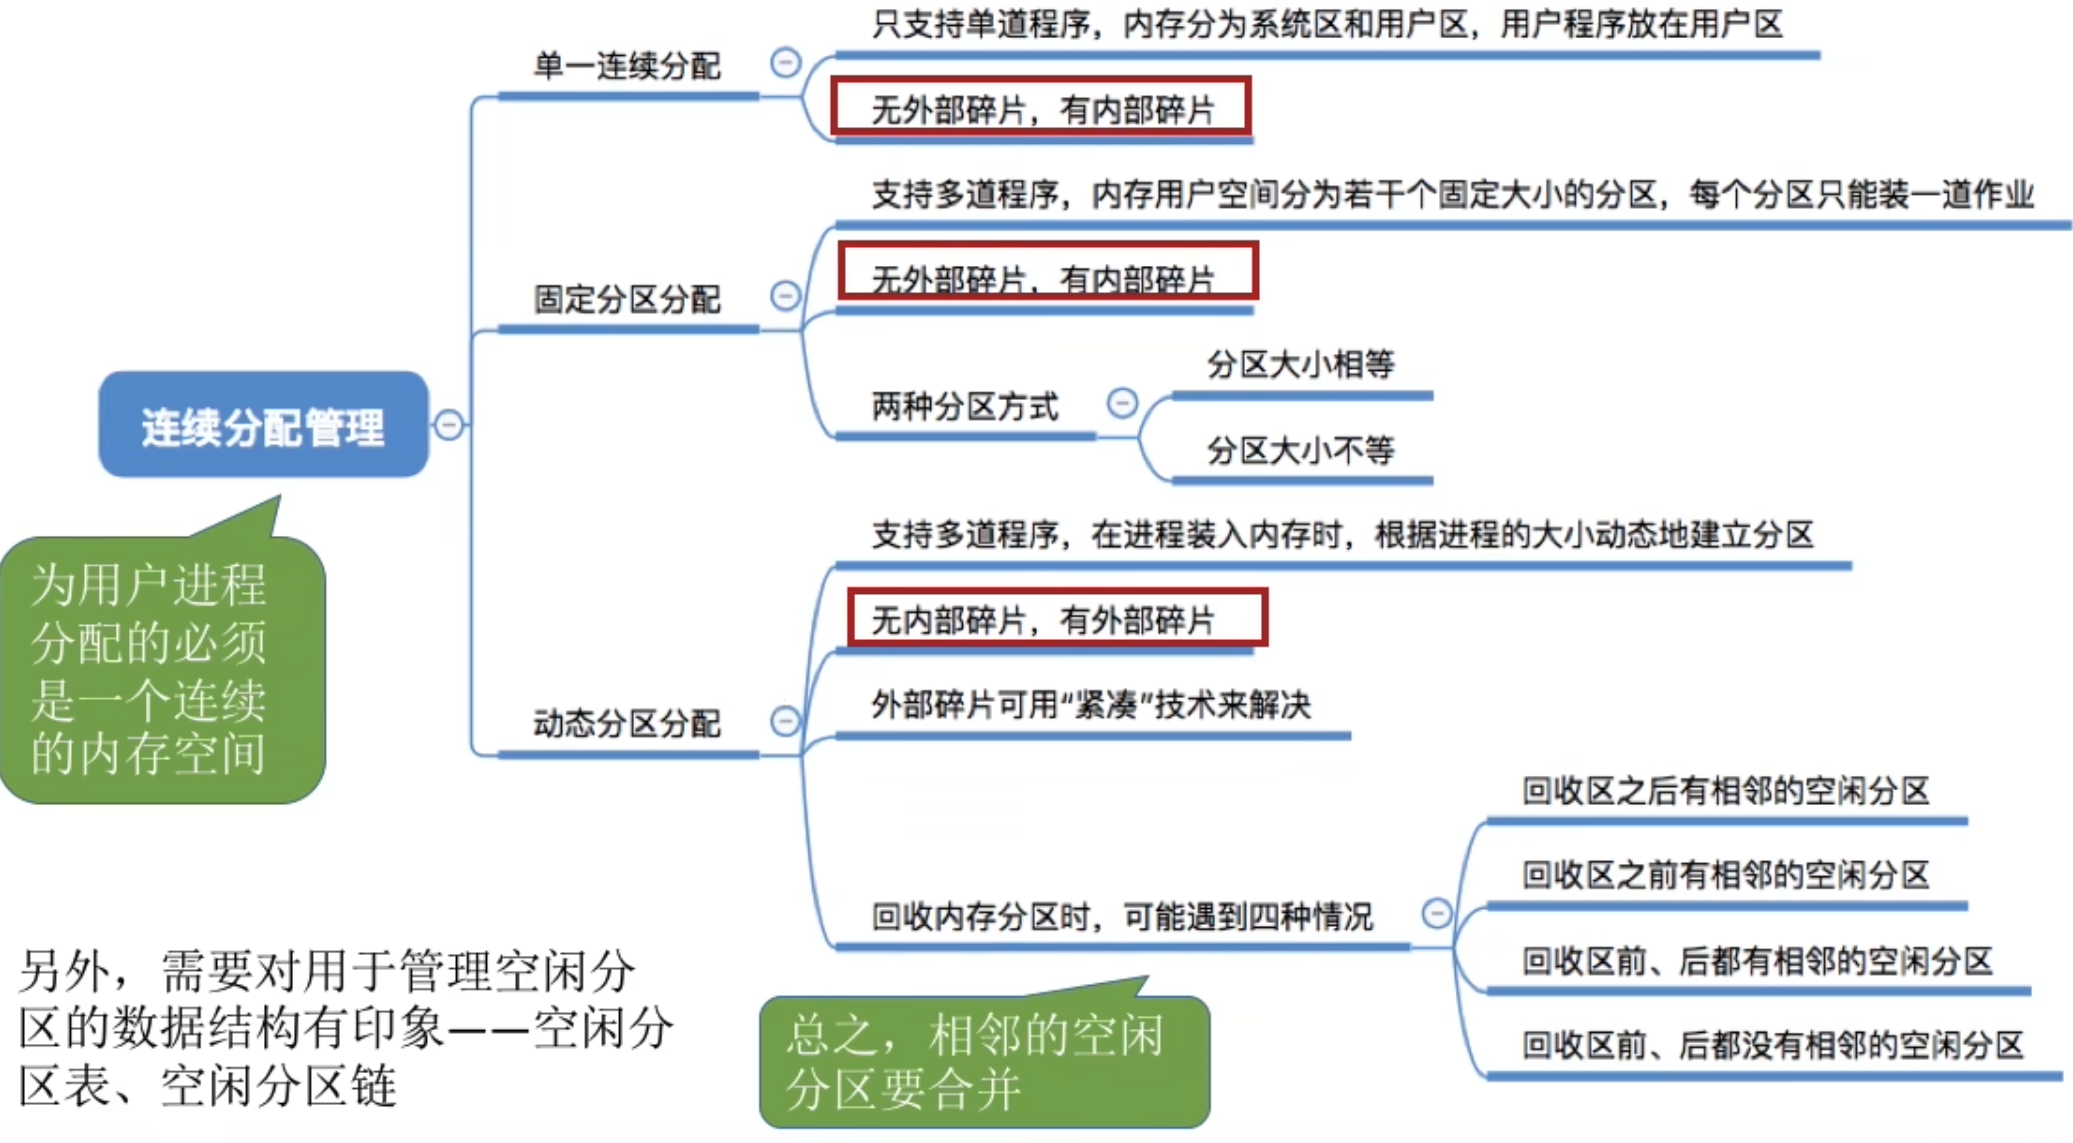 只支持单道程序，内存分为系统区和用户区，用户程序放在用户区
单一连续分配
无外部碎片，有内部碎片
支持多道程序，内存用户空间分为若干个固定大小的分区，每个分区只能装一道作业
固定分区分配
无外部碎片，有内部碎片
两种分区方式
分区大小相等
分区大小不等
连续分配管理
为用户进程
分配的必须
是一个连续
的内存空间
支持多道程序，在进程装入内存时，根据进程的大小动态地建立分区
无内部碎片，有外部碎片
动态分区分配
外部碎片可用“紧凑”技术来解决
回收内存分区时，可能遇到四种情况
回收区之后有相邻的空闲分区
回收区之前有相邻的空闲分区
回收区前、后都有相邻的空闲分区
回收区前、后都没有相邻的空闲分区
总之，相邻的空闲
分区要合并
另外，需要对用于管理空闲分
区的数据结构有印象——空闲分
区表、空闲分区链